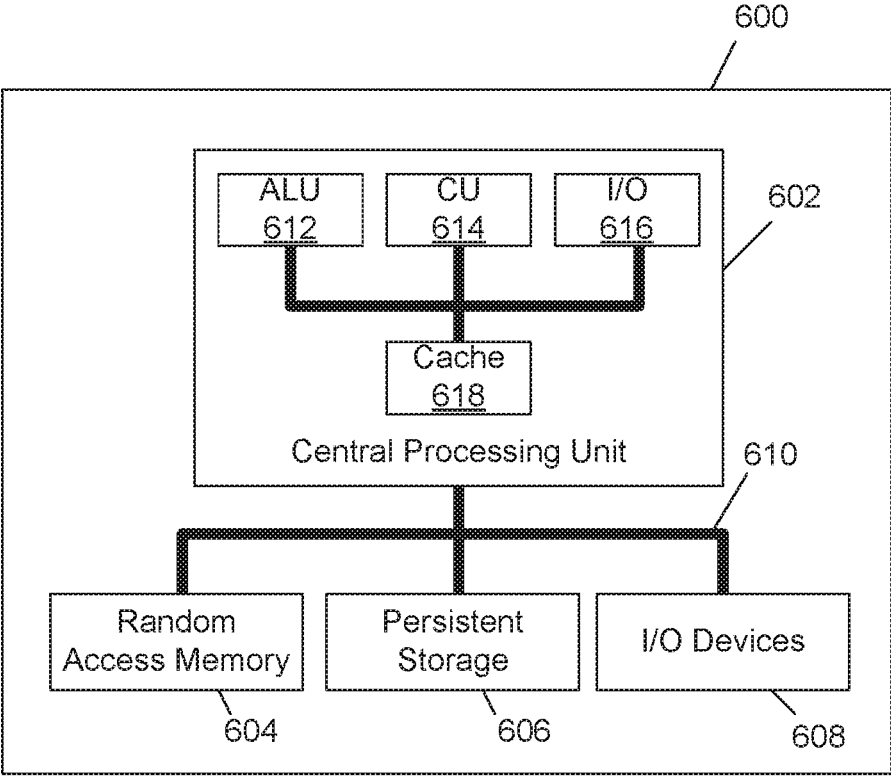 600
ALU
612
CU
614
I/O
616
602
Cache
618
Central Processing Unit
610
Random
Access Memory
Persistent
Storage
I/O Devices
604
606
608